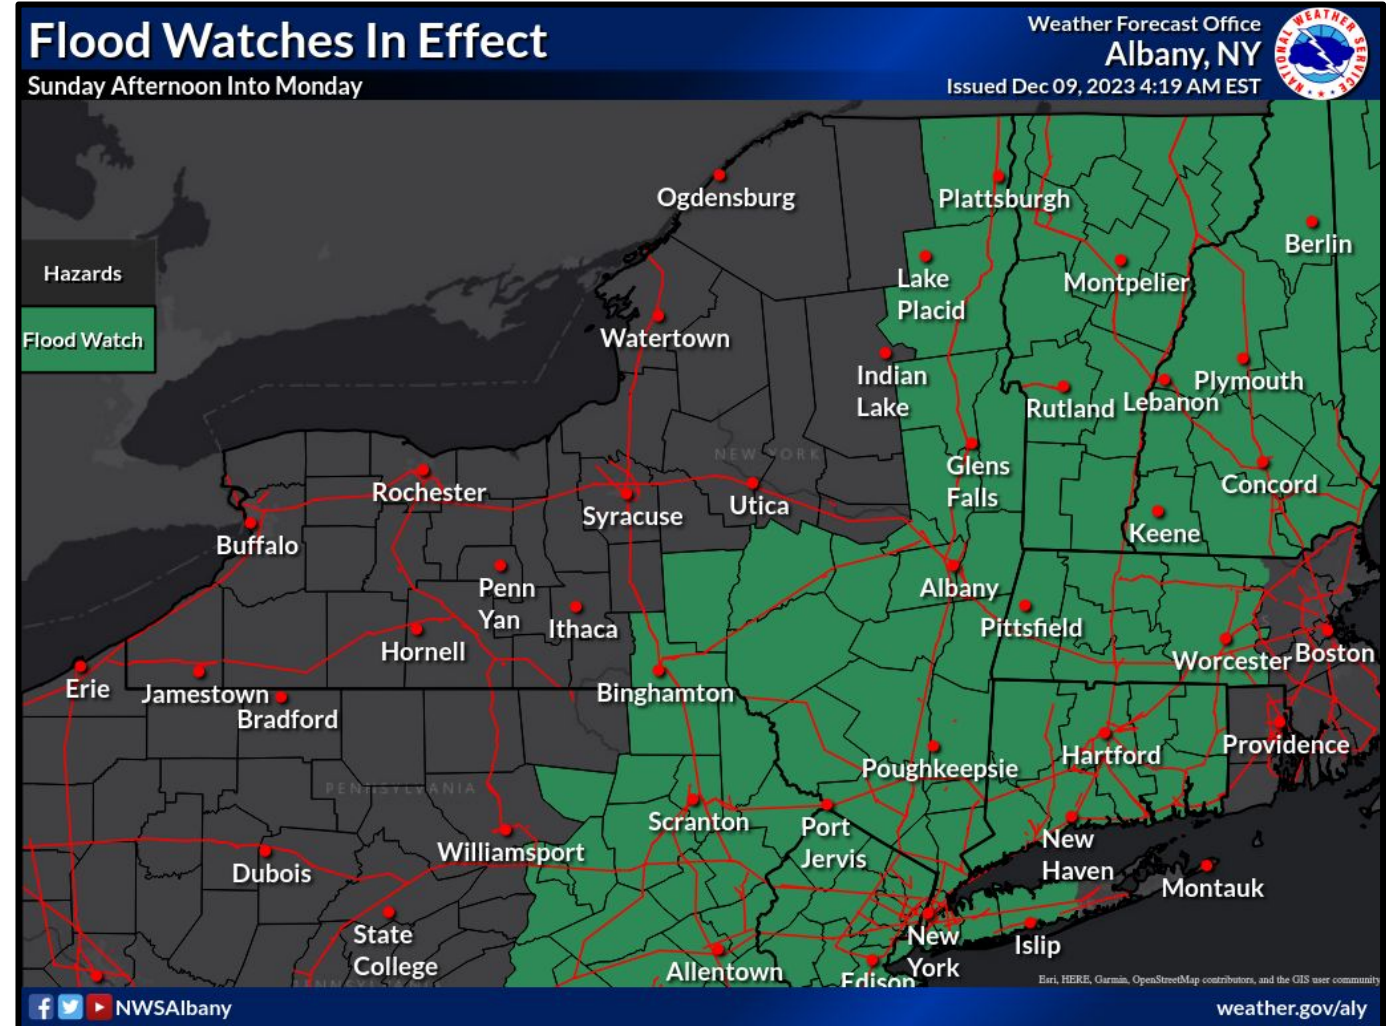 Flood Watches In Effect
Sunday Afternoon Into Monday
Weather Forecast Office
Albany, NY
Issued Dec 09, 2023 4:19 AM EST
NATIONAL WEATHER SERVICE
Hazards
Flood Watch
Ogdensburg
Plattsburgh
Berlin
Lake
Placid
Montpelier
Watertown
Indian
Lake
Rutland
Lebanon
Plymouth
NEW YORK
Glens
Falls
Concord
Rochester
Syracuse
Utica
Keene
Buffalo
Penn
Yan
Ithaca
Albany
Pittsfield
Hornell
Worcester
Boston
Erie
Jamestown
Bradford
Binghamton
Poughkeepsie
Hartford
Providence
PENNSYLVANIA
Scranton
Port
Jervis
New
Haven
Williamsport
Dubois
Montauk
State
College
Allentown
Edison
New
York
Islip
Esri, HERE, Garmin, OpenStreetMap contributors, and the GIS user community
NWSAlbany
weather.gov/aly